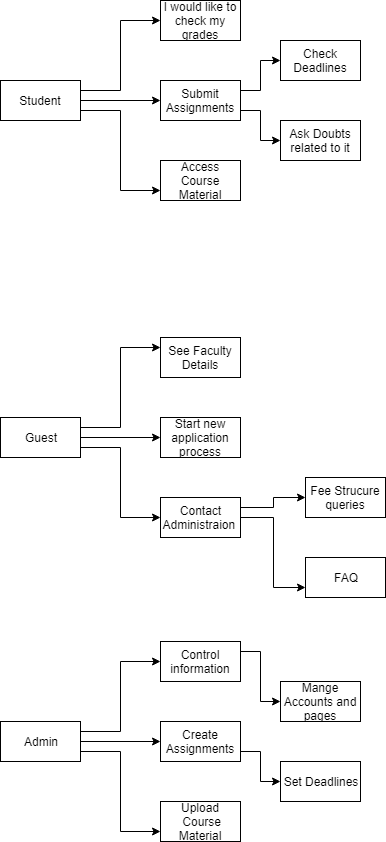 I would like to
check my
grades
Check
Deadlines
Student
Submit
Assignments
Ask Doubts
related to it
Access
Course
Material
See Faculty
Details
Guest
Start new
application
process
Fee Strucure
queries
Contact
Administraion
FAQ
Control
information
Mange
Accounts and
pages
Admin
Create
Assignments
Set Deadlines
Upload
Course
Material